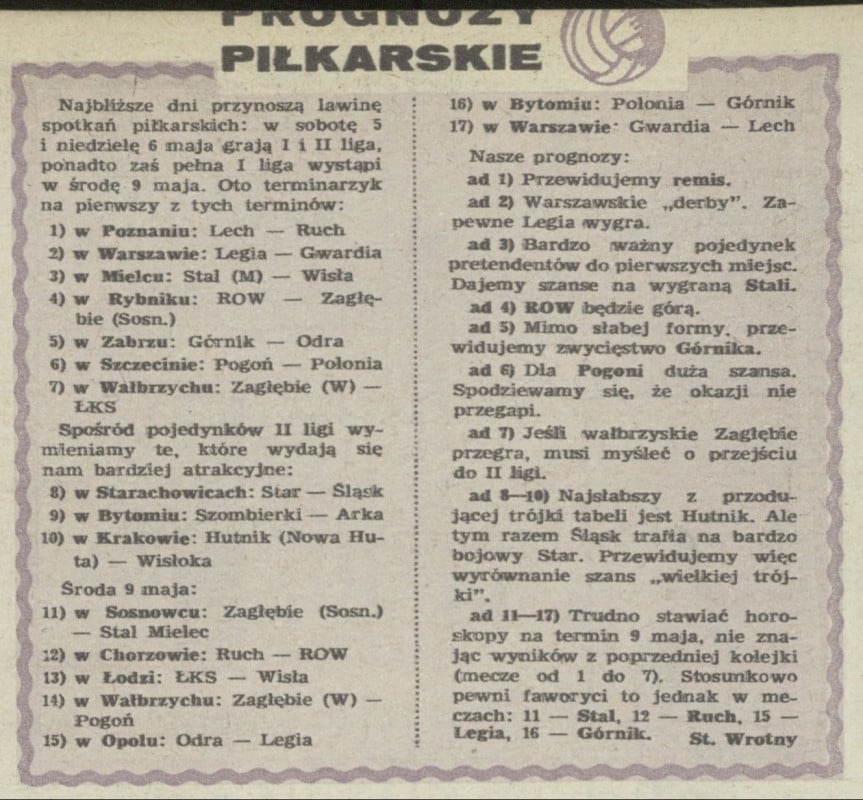 PROGNOZY
PIŁKARSKIE
Najbliższe dni przynoszą lawinę
spotkań piłkarskich: w sobotę 5
i niedzielę 6 maja grają I i II liga,
ponadto zaś pełna I liga wystąpi
w środę 9 maja. Oto terminarzyk
na pierwszy z tych terminów:
1) w Poznaniu: Lech — Ruch
2) w Warszawie: Legia — Gwardia
3) w Mielcu: Stal (M) — Wisła
4) w Rybniku: ROW — Zagłę-
bie (Sosn.)
5) w Zabrzu: Górnik — Odra
6) w Szczecinie: Pogoń — Polonia
7) w Wałbrzychu: Zagłębie (W) —
ŁKS
Spośród pojedynków II ligi wy-
mieniamy te, które wydają się
nam bardziej atrakcyjne:
8) w Starachowicach: Star — Śląsk
9) w Bytomiu: Szombierki — Arka
10) w Krakowie: Hutnik (Nowa Hu-
ta) — Wisłoka
Środa 9 maja:
11) w Sosnowcu: Zagłębie (Sosn.)
— Stal Mielec
12) w Chorzowie: Ruch — ROW
13) w Łodzi: ŁKS — Wisła
14) w Wałbrzychu: Zagłębie (W) —
Pogoń
15) w Opolu: Odra — Legia
16) w Bytomiu: Polonia — Górnik
17) w Warszawie: Gwardia — Lech
Nasze prognozy:
ad 1) Przewidujemy remis.
ad 2) Warszawskie „derby”. Za-
pewne Legia wygra.
ad 3) Bardzo ważny pojedynek
pretendentów do pierwszych miejsc.
Dajemy szanse na wygraną Stali.
ad 4) ROW będzie górą.
ad 5) Mimo słabej formy, prze-
widujemy zwycięstwo Górnika.
ad 6) Dla Pogoni duża szansa.
Spodziewamy się, że okazji nie
przegapi.
ad 7) Jeśli wałbrzyskie Zagłębie
przegra, musi myśleć o przejściu
do II ligi.
ad 8—10) Najsłabszy z przodu-
jącej trójki tabeli jest Hutnik. Ale
tym razem Śląsk trafia na bardzo
bojowy Star. Przewidujemy więc
wyrównanie szans „wielkiej trój-
ki”.
ad 11—17) Trudno stawiać horo-
skopy na termin 9 maja, nie zna-
jąc wyników z poprzedniej kolejki
(mecze od 1 do 7). Stosunkowo
pewni faworyci to jednak w me-
czach: 11 — Stal, 12 — Ruch, 15 —
Legia, 16 — Górnik. St. Wrotny